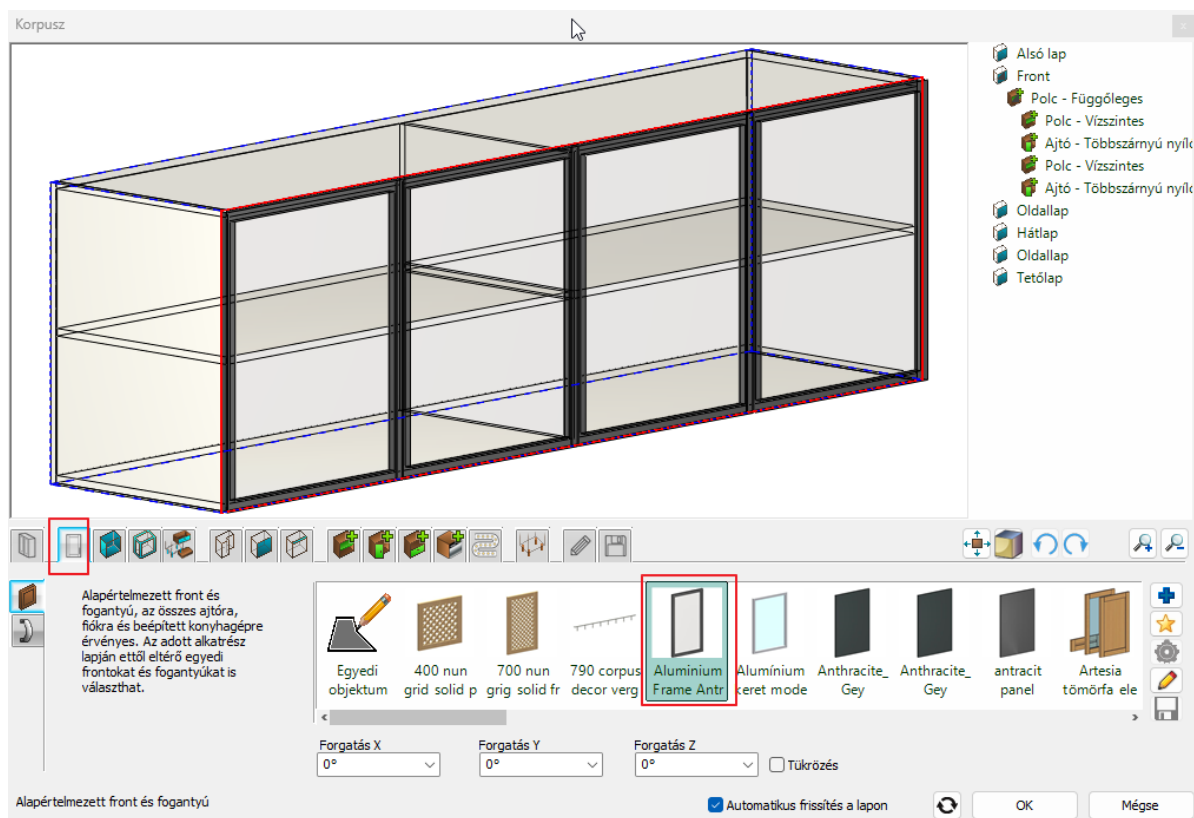 Korpusz
Alsó lap
Front
Polc - Függőleges
Polc - Vízszintes
Ajtó - Többszárnyú nyíló
Polc - Vízszintes
Ajtó - Többszárnyú nyíló
Oldallap
Hátlap
Oldallap
Tetőlap
Alapértelmezett front és
fogantyú, az összes ajtóra,
fiókra és beépített konyhagépre
érvényes. Az adott alkatrész
lapján ettől eltérő egyedi
frontokat és fogantyúkat is
választhat.
Egyedi
objektum
400 nun
grid solid p
700 nun
grig solid fr
790 corpus
decor verg
Aluminium
Frame Antr
Alumínium
keret mode
Anthracite_
Gey
Anthracite_
Gey
antracit
panel
Artesia
tömörfa ele
Forgatás X
0°
Forgatás Y
0°
Forgatás Z
0°
Tükrözés
Alapértelmezett front és fogantyú
Automatikus frissítés a lapon
OK
Mégse